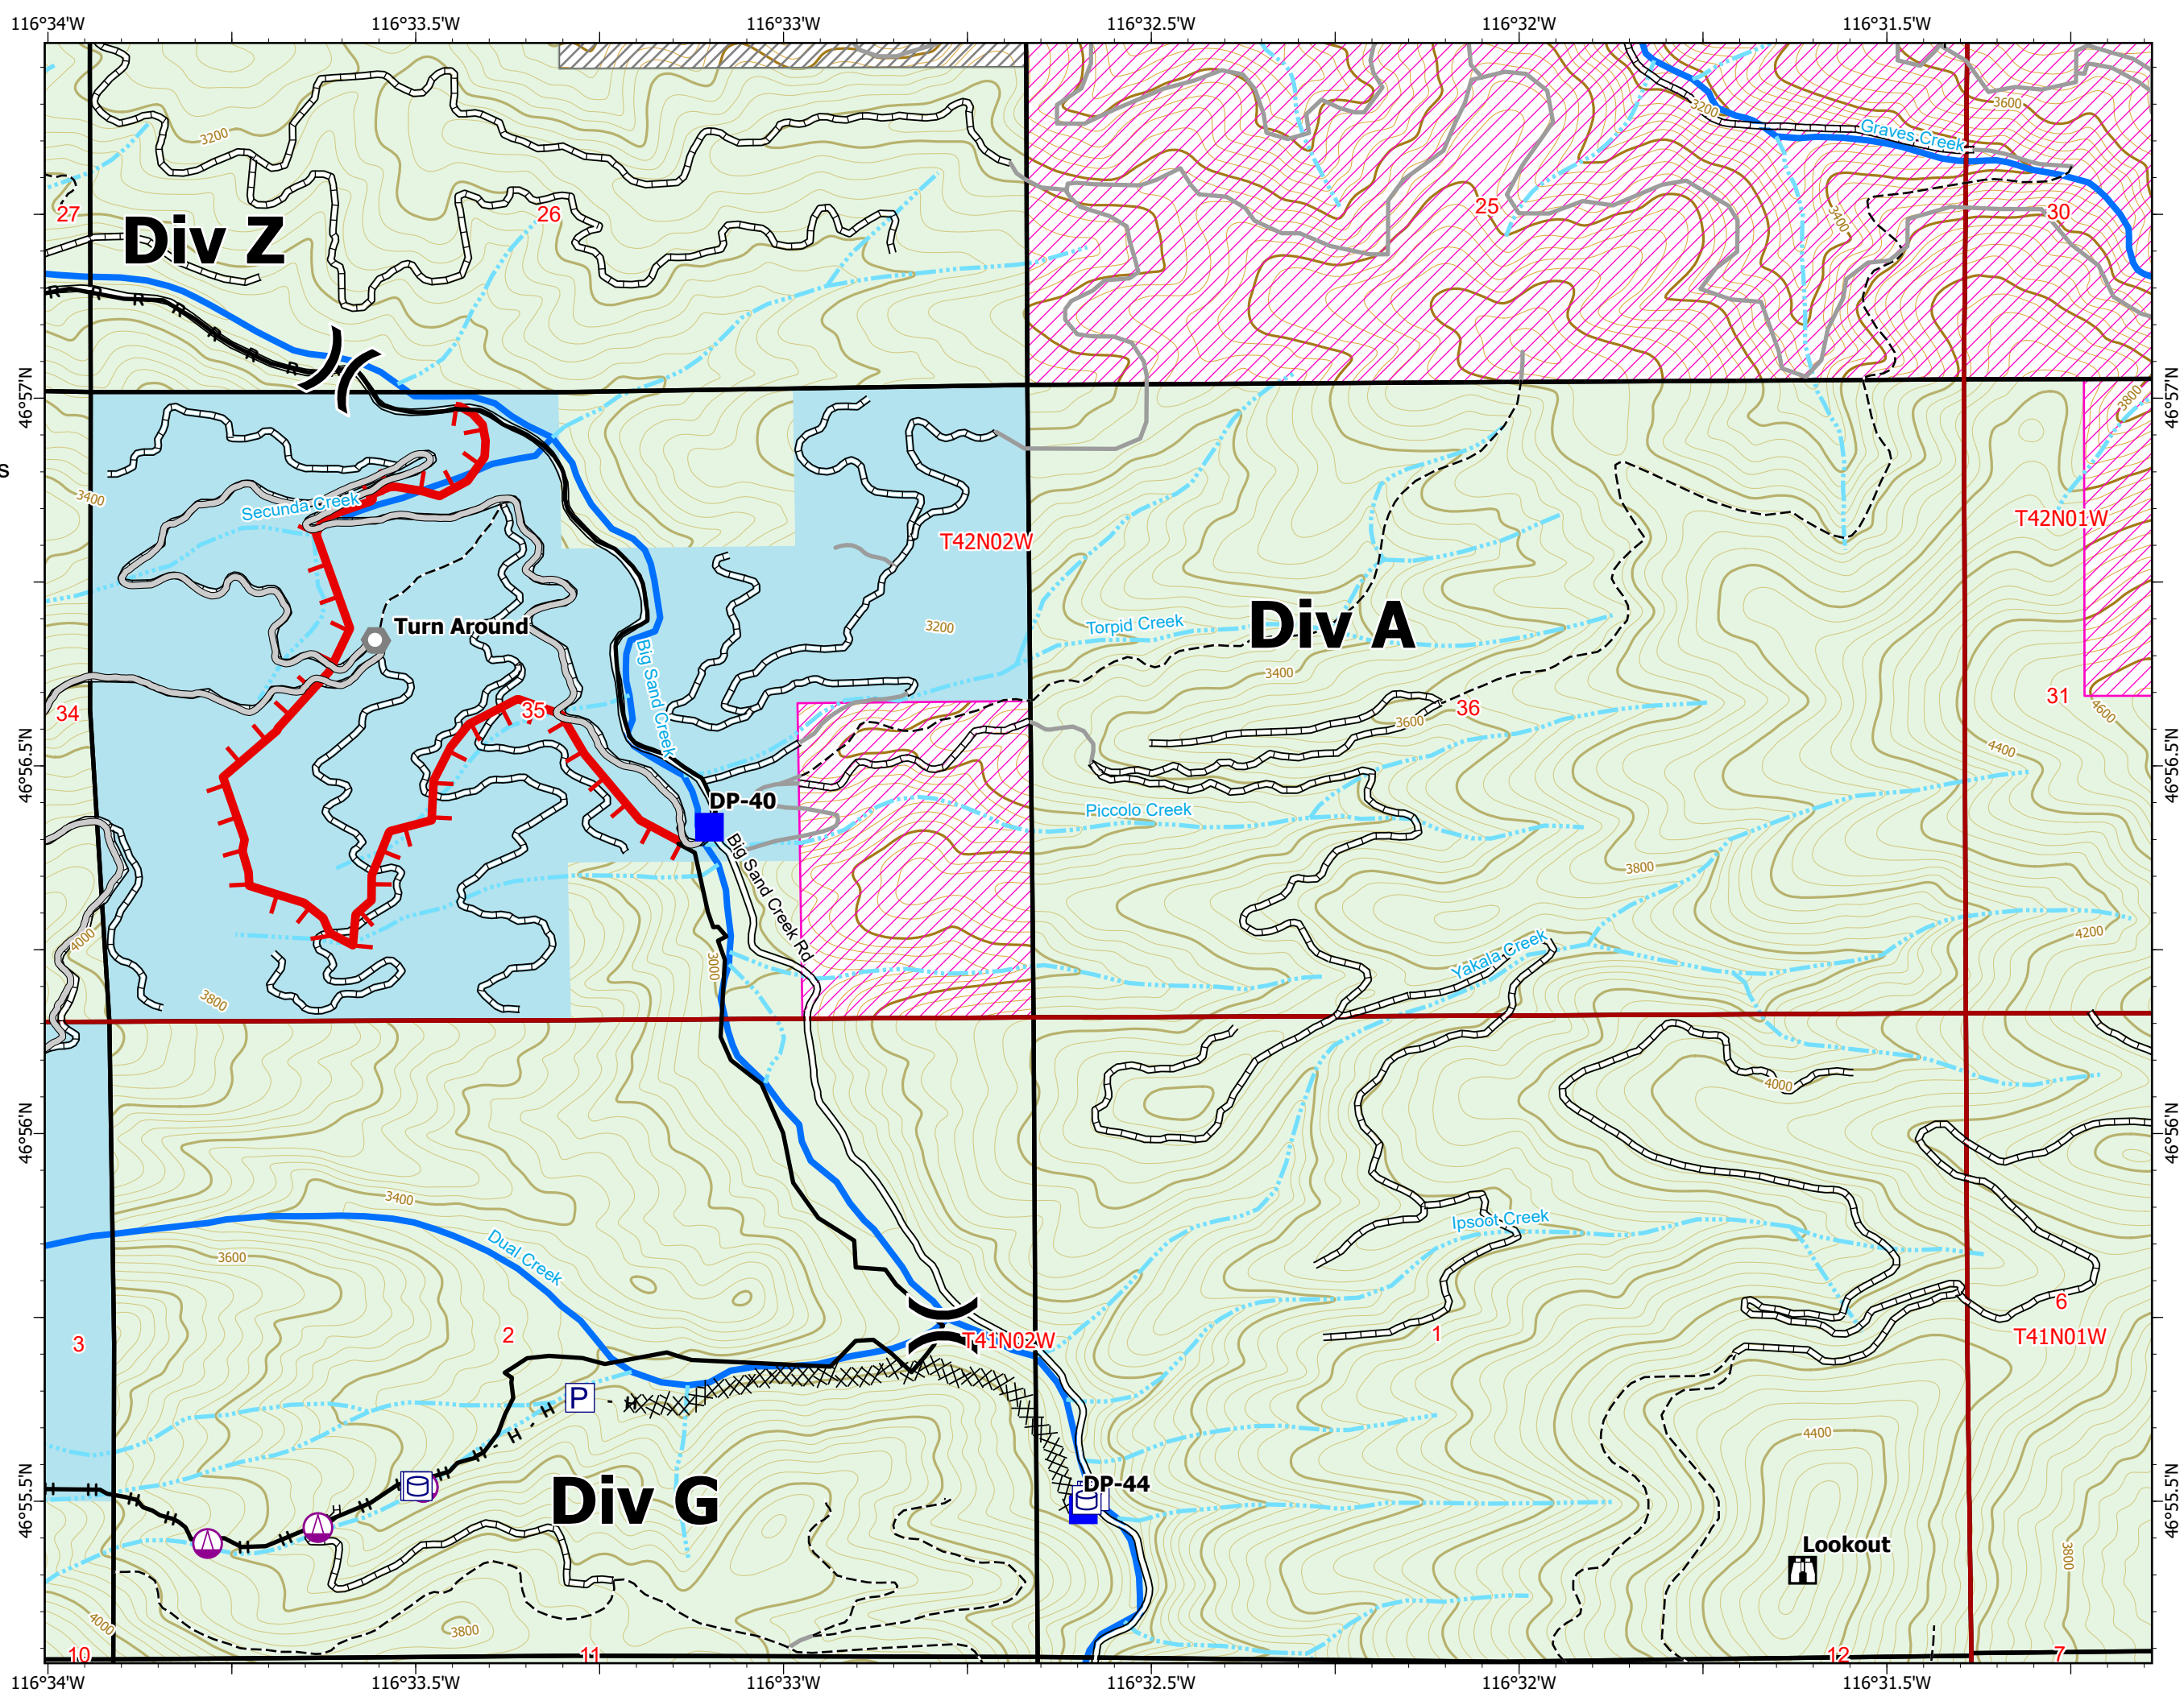 116°34'W 116°33.5'W 116°33'W 116°32.5'W 116°32'W 116°31.5'W
3200
3600
3200
Graves Creek
27
Div Z
26
25
3400
30
R R R R R R R
46°57'N
46°57'N
3800
S
3400
Secunda Creek
T42N02W
T42N01W
Turn Around
3200
Torpid Creek
Div A
Big Sand Creek
3400
34
35
3600
36
31
4600
4400
46°56.5'N
46°56.5'N
DP-40
Piccolo Creek
Big Sand Creek Rd
3800
4000
3000
Yakala Creek
4200
3800
4000
46°56'N
46°56'N
3400
Dual Creek
3600
Ipsoot Creek
3
2
T41N02W
1
6
T41N01W
P
H
H
H
4400
DP-44
H H H H H H H H H H
Div G
46°55.5'N
46°55.5'N
Lookout
3800
4000
3800
10
11
12
7
116°34'W 116°33.5'W 116°33'W 116°32.5'W 116°32'W 116°31.5'W